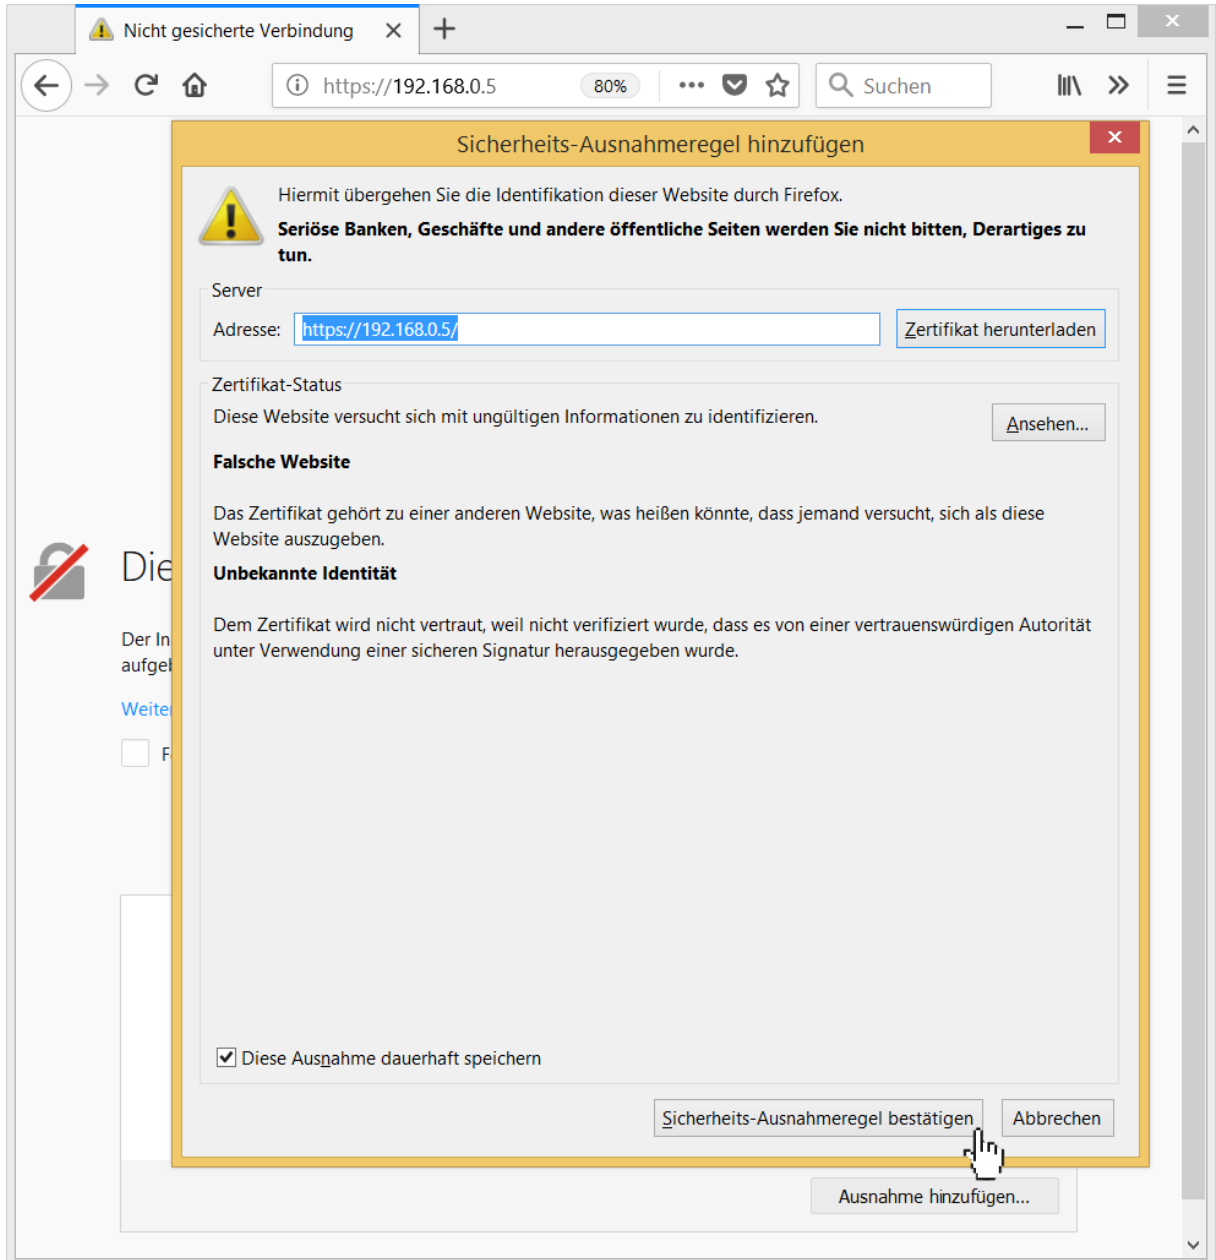 Nicht gesicherte Verbindung
https://192.168.0.5
80%
Suchen
Sicherheits-Ausnahmeregel hinzufügen
Hiermit übergehen Sie die Identifikation dieser Website durch Firefox.
Seriöse Banken, Geschäfte und andere öffentliche Seiten werden Sie nicht bitten, Derartiges zu
tun.
Server
Adresse: https://192.168.0.5/ Zertifikat herunterladen
Zertifikat-Status
Diese Website versucht sich mit ungültigen Informationen zu identifizieren.
Ansehen...
Falsche Website
Das Zertifikat gehört zu einer anderen Website, was heißen könnte, dass jemand versucht, sich als diese
Website auszugeben.
Unbekannte Identität
Dem Zertifikat wird nicht vertraut, weil nicht verifiziert wurde, dass es von einer vertrauenswürdigen Autorität
unter Verwendung einer sicheren Signatur herausgegeben wurde.
Diese Ausnahme dauerhaft speichern
Sicherheits-Ausnahmeregel bestätigen
Abbrechen
Die
Der In
aufgeb
Weiter
F
Ausnahme hinzufügen...